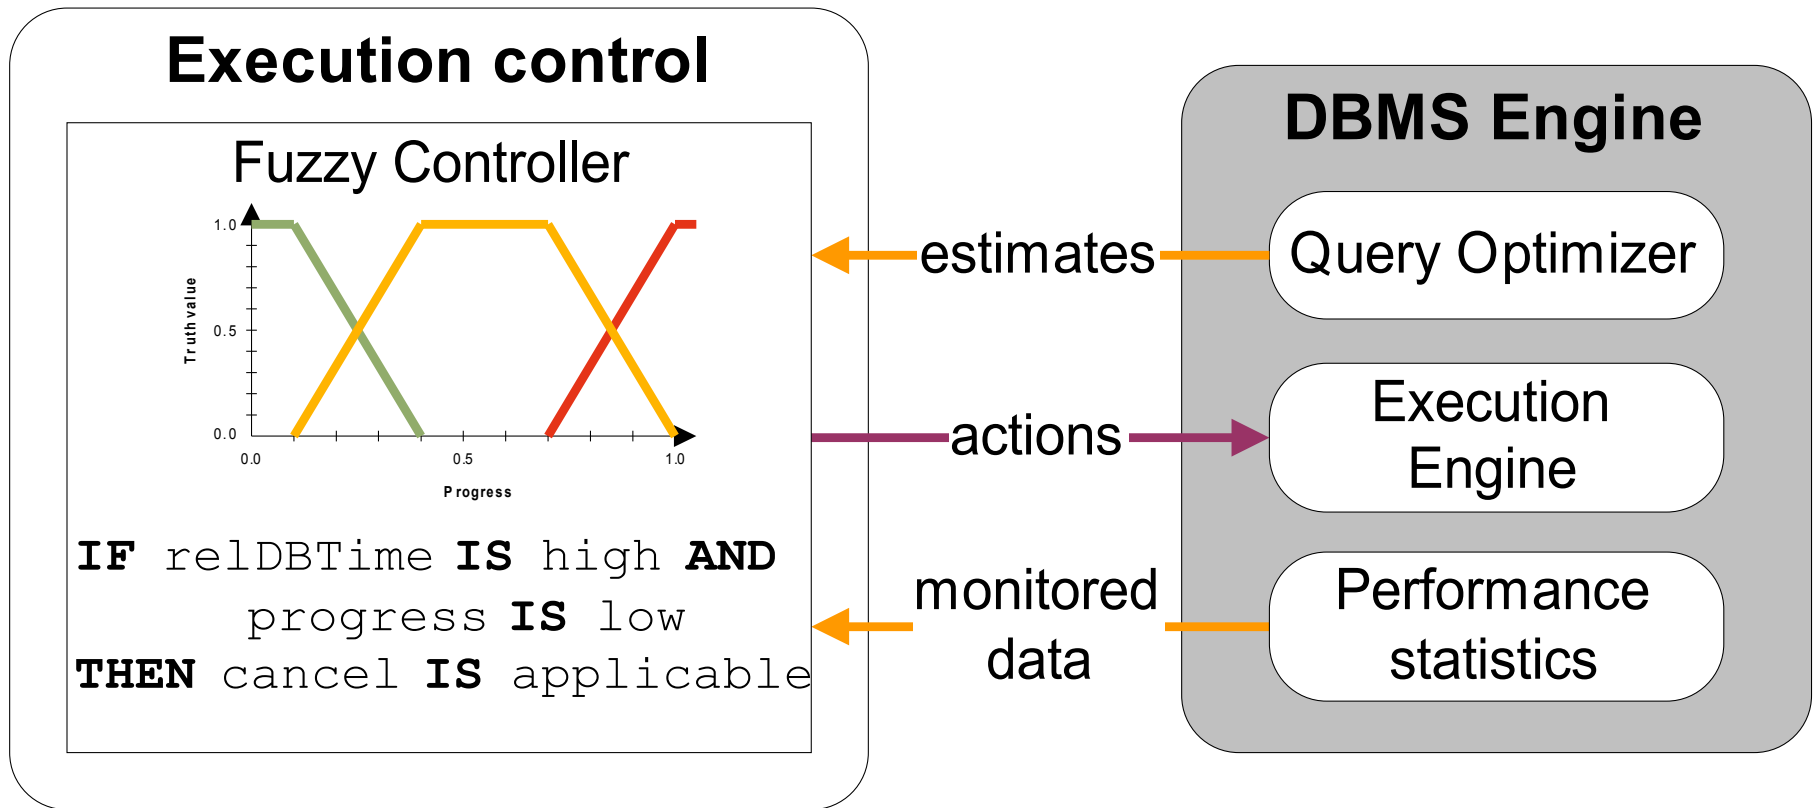 Execution control
Fuzzy Controller
1.0
0.5
0.0
Truth value
0.0
0.5
1.0
Progress
IF relDBTime IS high AND
progress IS low
THEN cancel IS applicable
estimates
actions
monitored
data
DBMS Engine
Query Optimizer
Execution
Engine
Performance
statistics